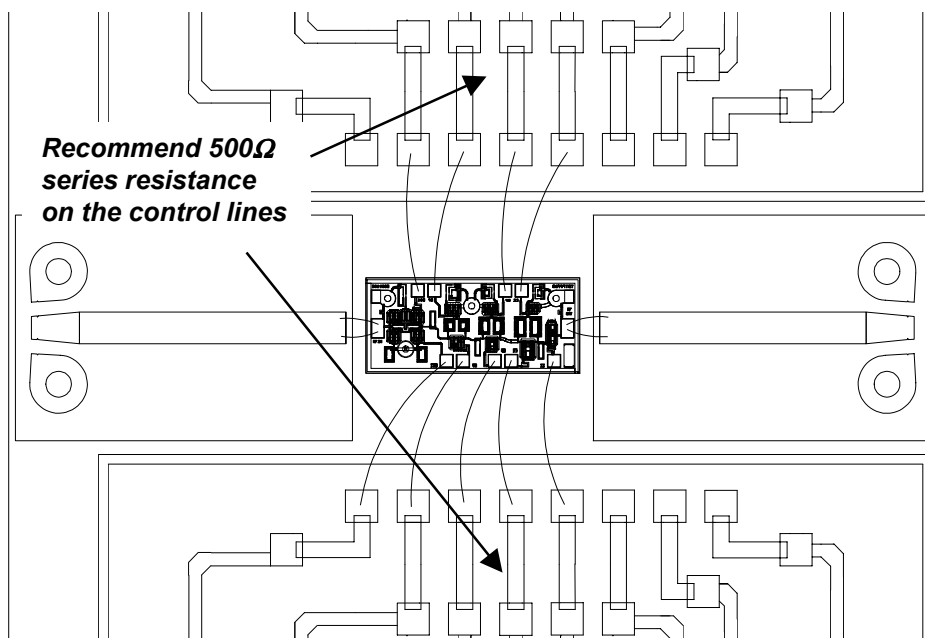 Recommend 500Ω
series resistance
on the control lines